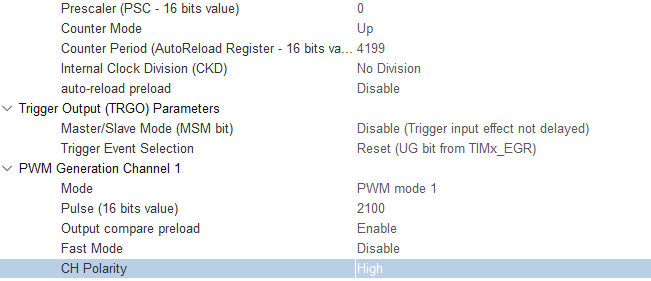 Prescaler (PSC - 16 bits value) 0
Counter Mode Up
Counter Period (AutoReload Register - 16 bits va... 4199
Internal Clock Division (CKD) No Division
auto-reload preload Disable
Trigger Output (TRGO) Parameters
Master/Slave Mode (MSM bit) Disable (Trigger input effect not delayed)
Trigger Event Selection Reset (UG bit from TIMx_EGR)
PWM Generation Channel 1
Mode PWM mode 1
Pulse (16 bits value) 2100
Output compare preload Enable
Fast Mode Disable
CH Polarity High